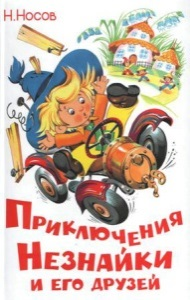 Н. Носов
Приключения
Незнайки
и его друзей